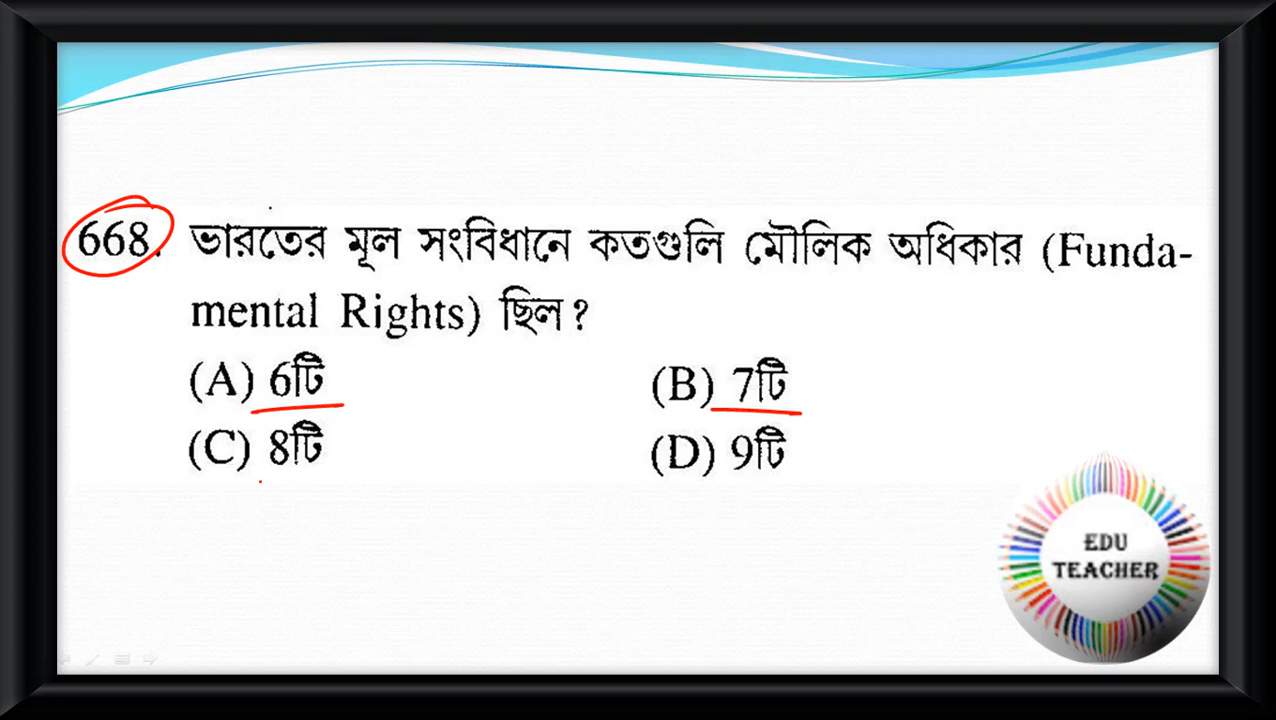 668. ভারতের মূল সংবিধানে কতগুলি মৌলিক অধিকার (Funda-
mental Rights) ছিল?
(A) 6টি (B) 7টি
(C) 8টি (D) 9টি
EDU
TEACHER